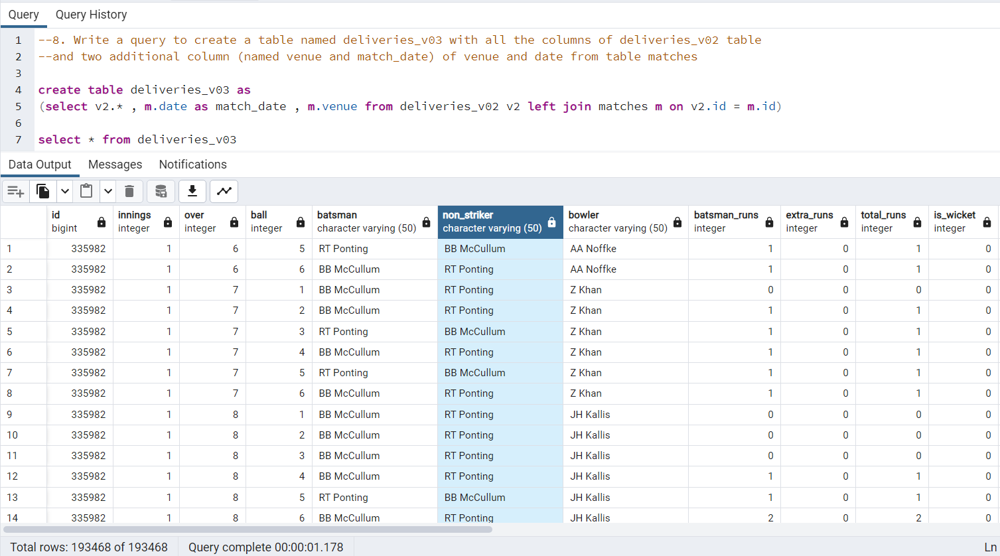 Query Query History
1 --8. Write a query to create a table named deliveries_v03 with all the columns of deliveries_v02 table
2 --and two additional column (named venue and match_date) of venue and date from table matches
3
4 create table deliveries_v03 as
5 (select v2.* , m.date as match_date , m.venue from deliveries_v02 v2 left join matches m on v2.id = m.id)
6
7 select * from deliveries_v03
Data Output Messages Notifications
id innings over ball batsman non_striker bowler batsman_runs extra_runs total_runs is_wicket
bigint integer integer integer character varying (50) character varying (50) character varying (50) integer integer integer integer
1 335982 1 6 5 RT Ponting BB McCullum AA Noffke 1 0 1 0
2 335982 1 6 6 BB McCullum RT Ponting AA Noffke 1 0 1 0
3 335982 1 7 1 BB McCullum RT Ponting Z Khan 0 0 0 0
4 335982 1 7 2 BB McCullum RT Ponting Z Khan 1 0 1 0
5 335982 1 7 3 RT Ponting BB McCullum Z Khan 1 0 1 0
6 335982 1 7 4 BB McCullum RT Ponting Z Khan 1 0 1 0
7 335982 1 7 5 RT Ponting BB McCullum Z Khan 1 0 1 0
8 335982 1 7 6 BB McCullum RT Ponting Z Khan 1 0 1 0
9 335982 1 8 1 BB McCullum RT Ponting JH Kallis 0 0 0 0
10 335982 1 8 2 BB McCullum RT Ponting JH Kallis 0 0 0 0
11 335982 1 8 3 BB McCullum RT Ponting JH Kallis 0 0 0 0
12 335982 1 8 4 BB McCullum RT Ponting JH Kallis 1 0 1 0
13 335982 1 8 5 RT Ponting BB McCullum JH Kallis 1 0 1 0
14 335982 1 8 6 BB McCullum RT Ponting JH Kallis 2 0 2 0
Total rows: 193468 of 193468 Query complete 00:00:01.178 Ln